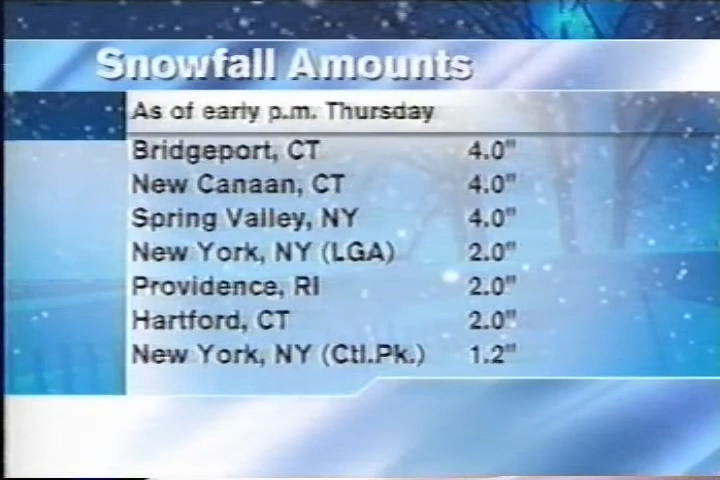 Snowfall Amounts
As of early p.m. Thursday
Bridgeport, CT 4.0"
New Canaan, CT 4.0"
Spring Valley, NY 4.0"
New York, NY (LGA) 2.0"
Providence, RI 2.0"
Hartford, CT 2.0"
New York, NY (Ctl.Pk.) 1.2"